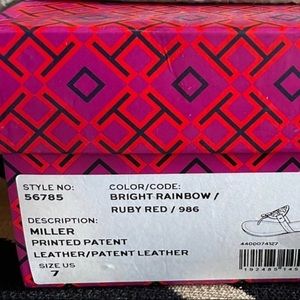 STYLE NO: COLOR/CODE:
56785 BRIGHT RAINBOW /
RUBY RED / 986
DESCRIPTION:
MILLER
PRINTED PATENT
LEATHER/PATENT LEATHER
SIZE US
7
4400074127